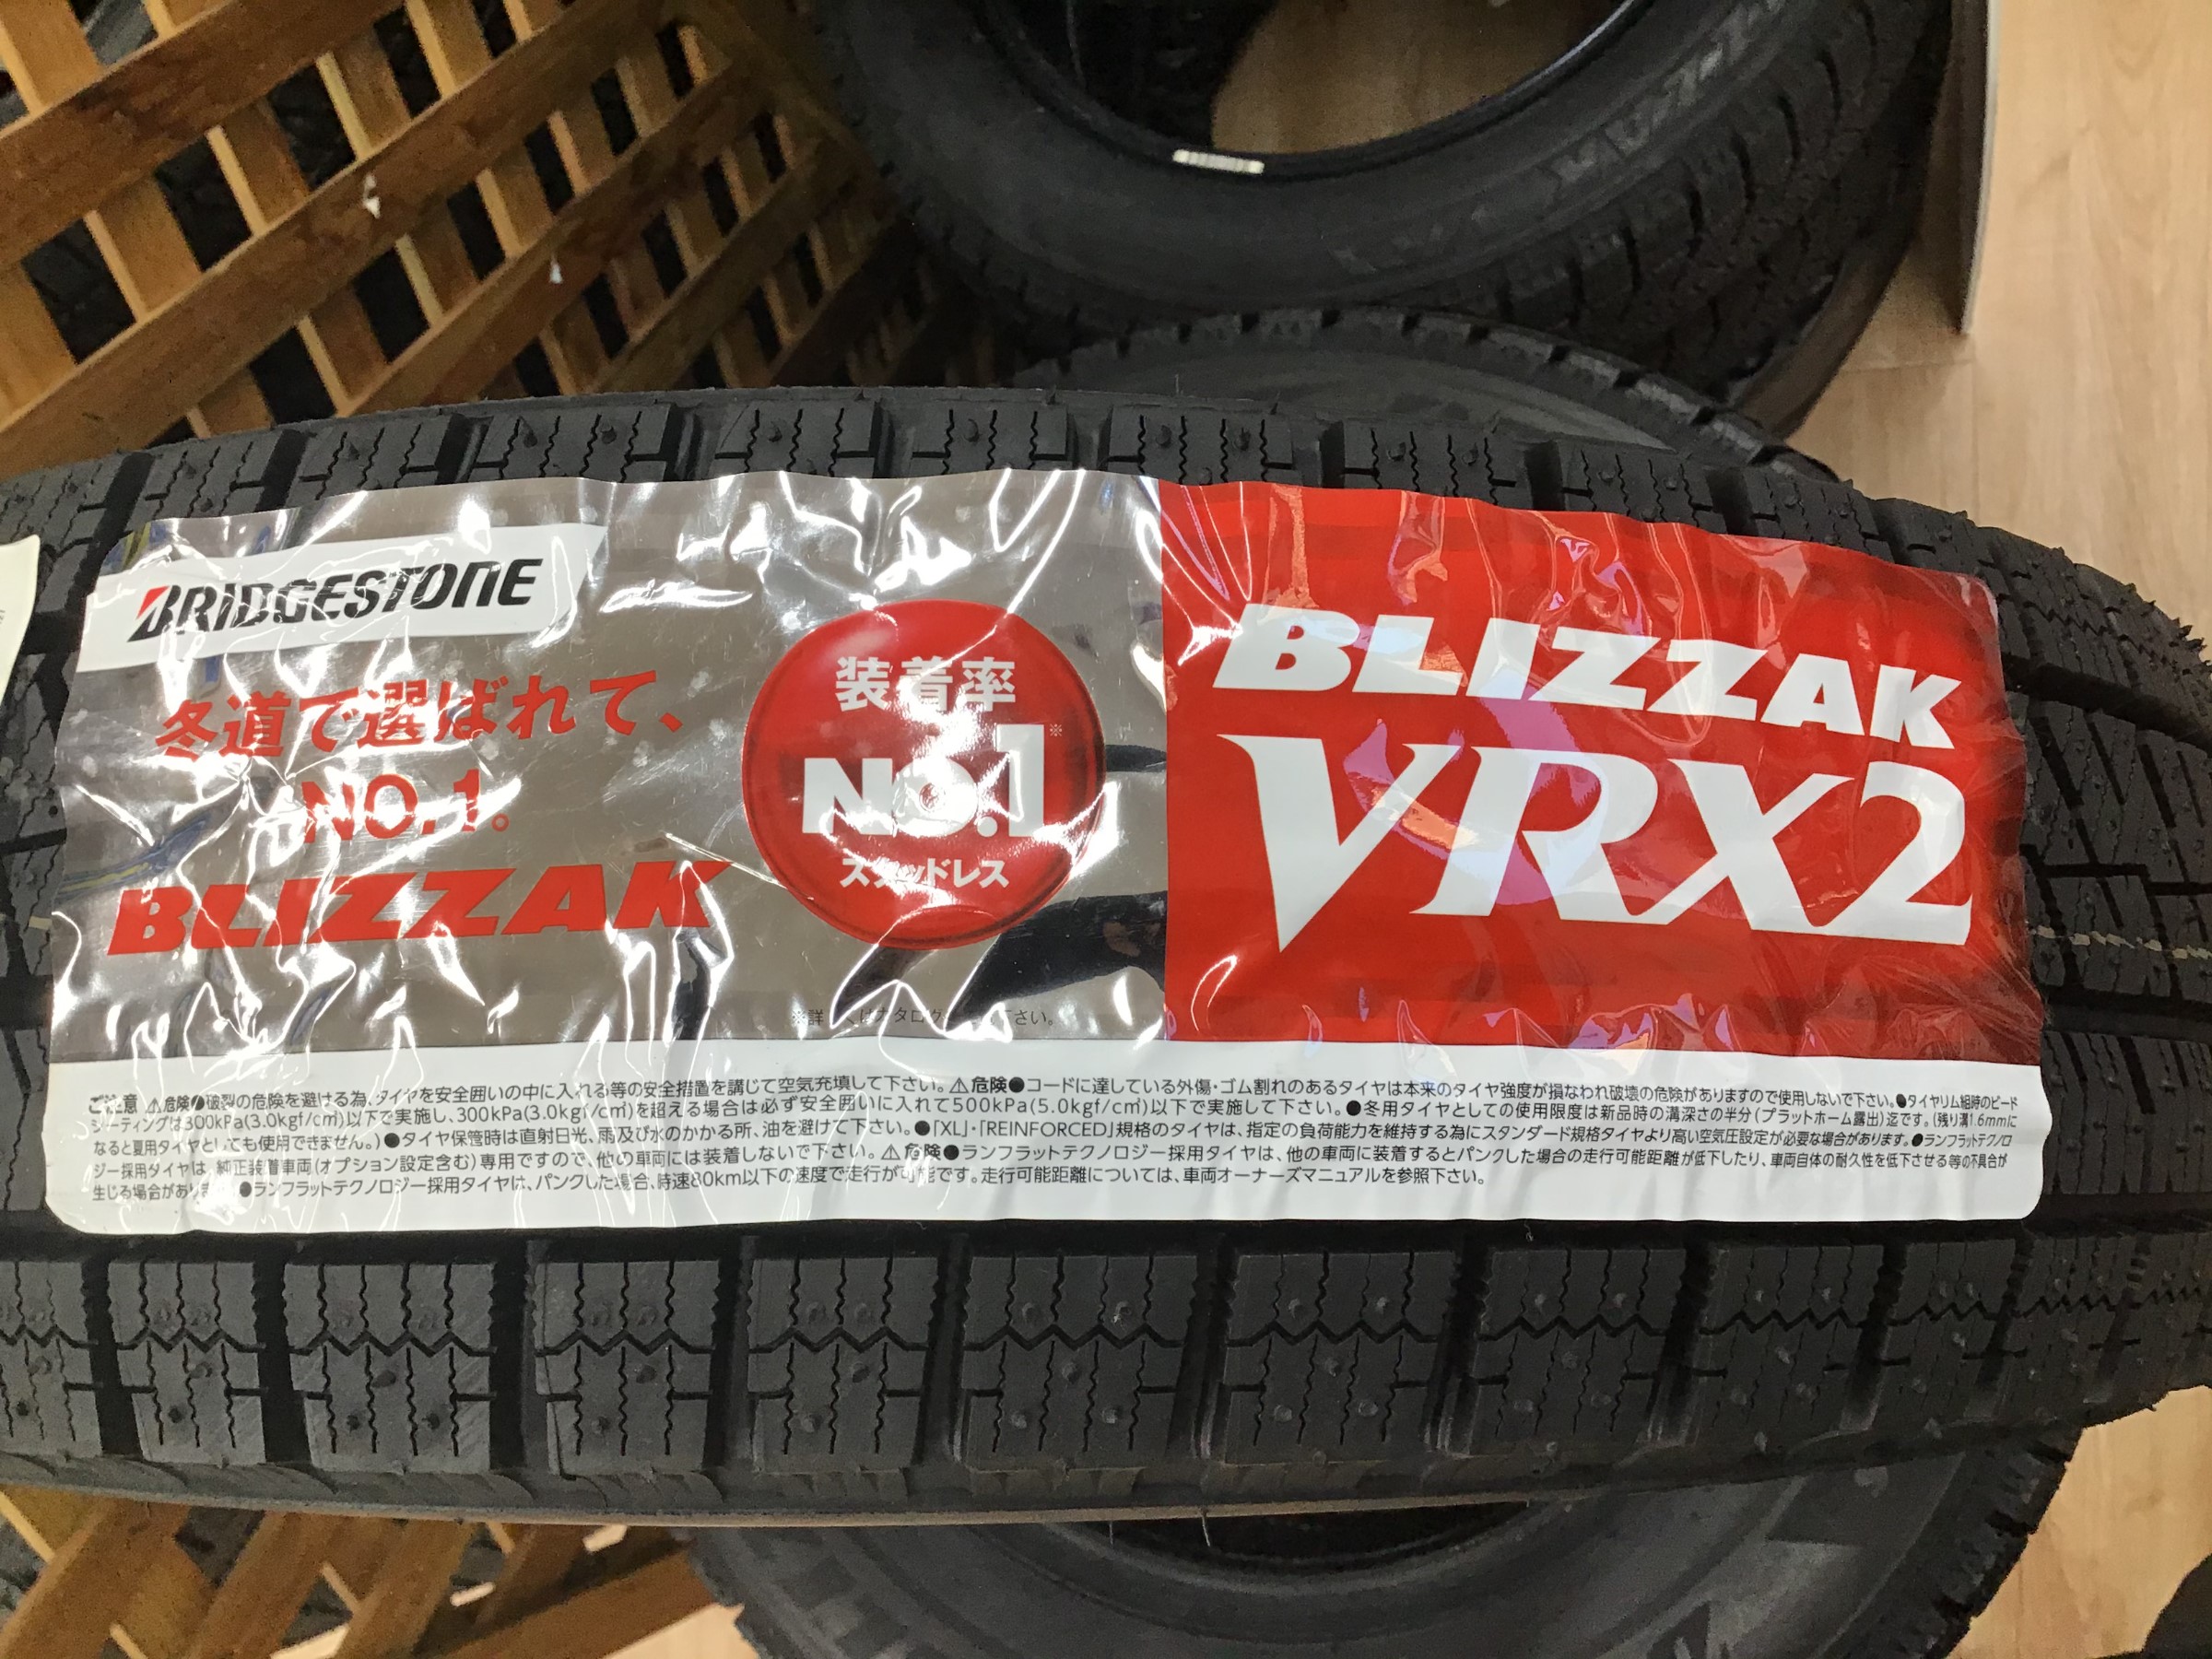 BRIDGESTONE
冬道で選ばれて、
NO.1。
BLIZZAK
装着率
NO.1※
スタッドレス
BLIZZAK
VRX2
ご注意 ⚠危険●破裂の危険を避ける為、タイヤを安全囲いの中に入れる等の安全措置を講じて空気充填して下さい。⚠危険●コードに達している外傷・ゴム割れのあるタイヤは本来のタイヤ強度が損なわれ破壊の危険がありますので使用しないで下さい。●タイヤリム組時のビード
シーティングは300kPa(3.0kgf/c㎡)以下で実施し、300kPa(3.0kgf/c㎡)を超える場合は必ず安全囲いに入れて500kPa(5.0kgf/c㎡)以下で実施して下さい。●冬用タイヤとしての使用限度は新品時の溝深さの半分(プラットホーム露出)迄です。(残り溝1.6mmに
なると夏用タイヤとしても使用できません。)●タイヤ保管時は直射日光、雨及び水のかかる所、油を避けて下さい。●「XL」・「REINFORCED」規格のタイヤは、指定の負荷能力を維持する為にスタンダード規格タイヤより高い空気圧設定が必要な場合があります。●ランフラットテクノロ
ジー採用タイヤは、純正装着車両(オプション設定含む)専用ですので、他の車両には装着しないで下さい。⚠危険●ランフラットテクノロジー採用タイヤは、他の車両に装着するとパンクした場合の走行可能距離が低下したり、車両自体の耐久性を低下させる等の不具合が
生じる場合があり●ランフラットテクノロジー採用タイヤは、パンクした場合、時速80km以下の速度で走行が可能です。走行可能距離については、車両オーナーズマニュアルを参照下さい。